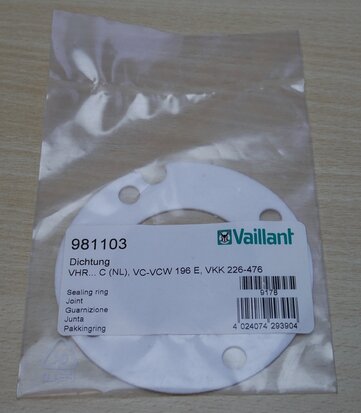 981103
Vaillant
Dichtung
VHR... C (NL), VC-VCW 196 E, VKK 226-476
Sealing ring
Joint
Guarnizione
Junta
Pakkingring
9178
4 024074 293904